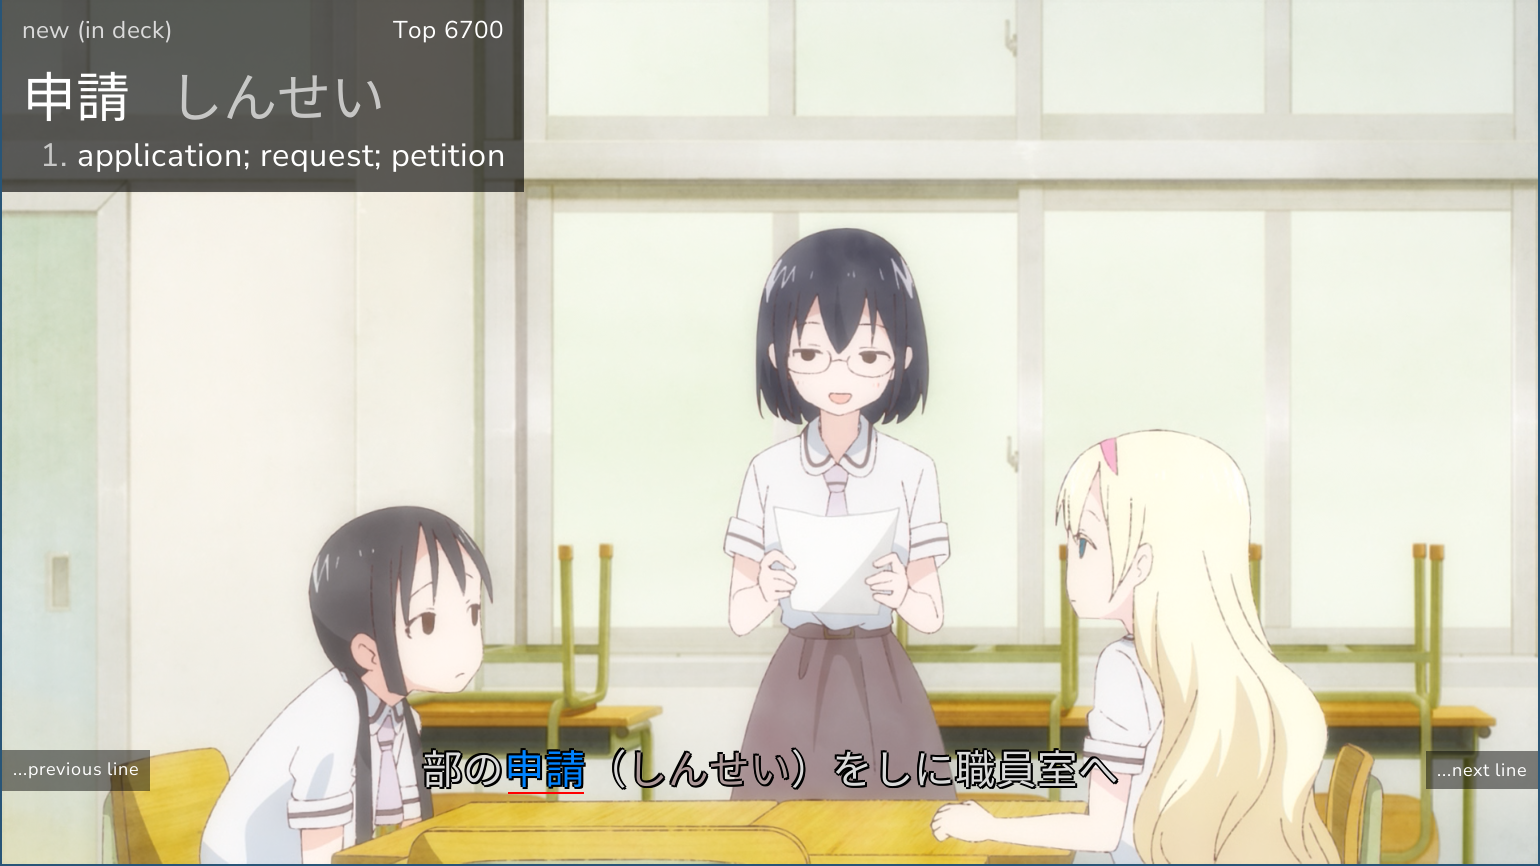 new (in deck) Top 6700
申請 しんせい
1. application; request; petition
部の申請（しんせい）をしに職員室へ
...previous line
...next line